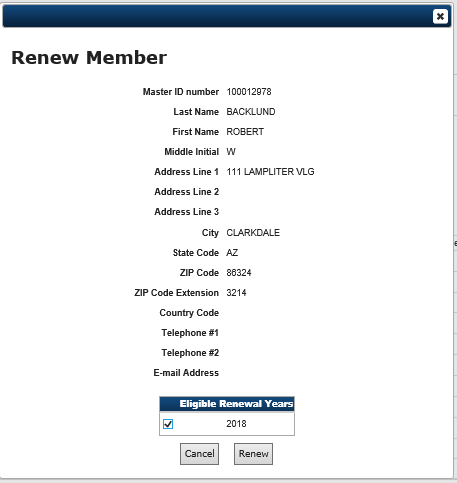 Renew Member
Master ID number 100012978
Last Name BACKLUND
First Name ROBERT
Middle Initial W
Address Line 1 111 LAMPLITER VLG
Address Line 2
Address Line 3
City CLARKDALE
State Code AZ
ZIP Code 86324
ZIP Code Extension 3214
Country Code
Telephone #1
Telephone #2
E-mail Address
Eligible Renewal Years
2018
Cancel Renew